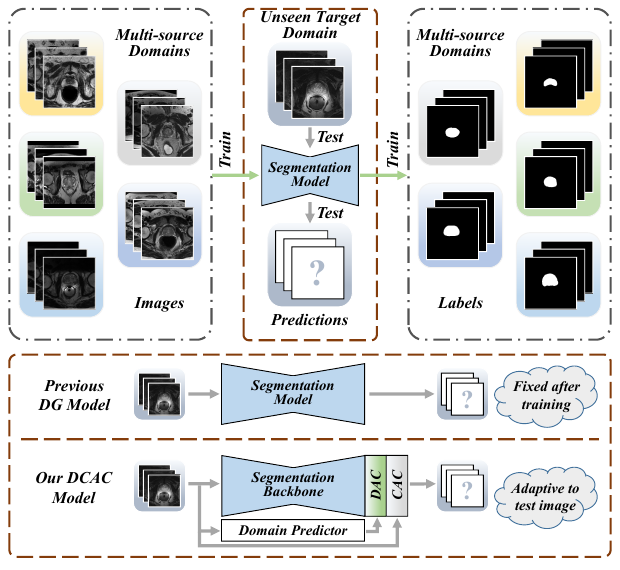 Multi-source
Domains
Images
Train
Unseen Target
Domain
Test
Segmentation
Model
Test
?
Predictions
Train
Multi-source
Domains
Labels
Previous
DG Model
Segmentation
Model
?
Fixed after
training
Our DCAC
Model
Segmentation
Backbone
DAC
CAC
Domain Predictor
?
Adaptive to
test image